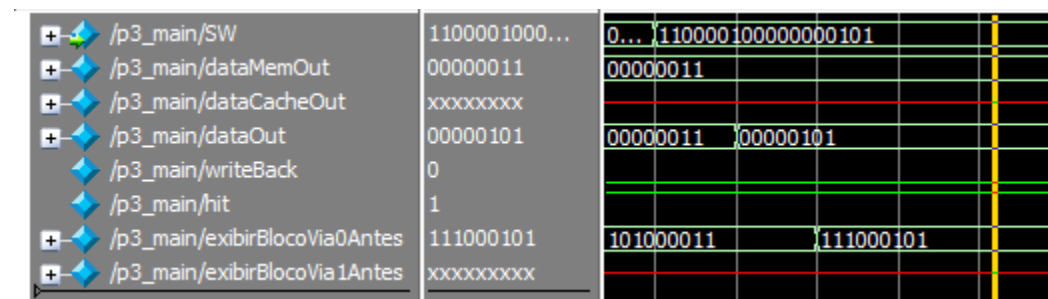 /p3_main/SW 1100001000... 0... 110000100000000101
/p3_main/dataMemOut 00000011 00000011
/p3_main/dataCacheOut xxxxxxxx
/p3_main/dataOut 00000101 00000011 00000101
/p3_main/writeBack 0
/p3_main/hit 1
/p3_main/exibirBlocoVia0Antes 111000101 101000011 111000101
/p3_main/exibirBlocoVia1Antes xxxxxxxxx